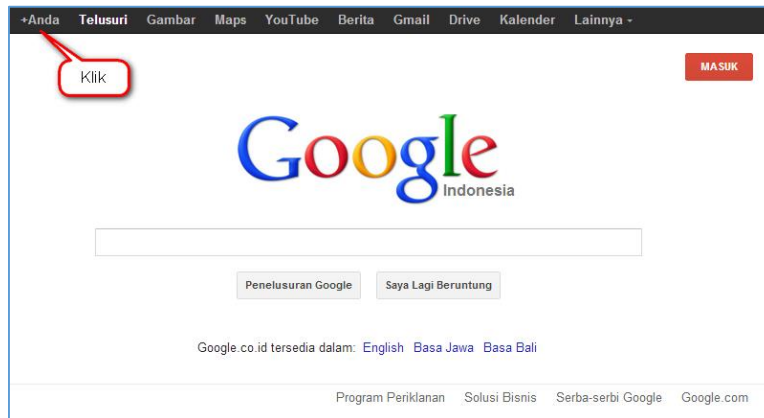 +Anda Telusuri Gambar Maps YouTube Berita Gmail Drive Kalender Lainnya
Klik
MASUK
Google
Indonesia
Penelusuran Google Saya Lagi Beruntung
Google.co.id tersedia dalam: English Basa Jawa Basa Bali
Program Periklanan Solusi Bisnis Serba-serbi Google Google.com